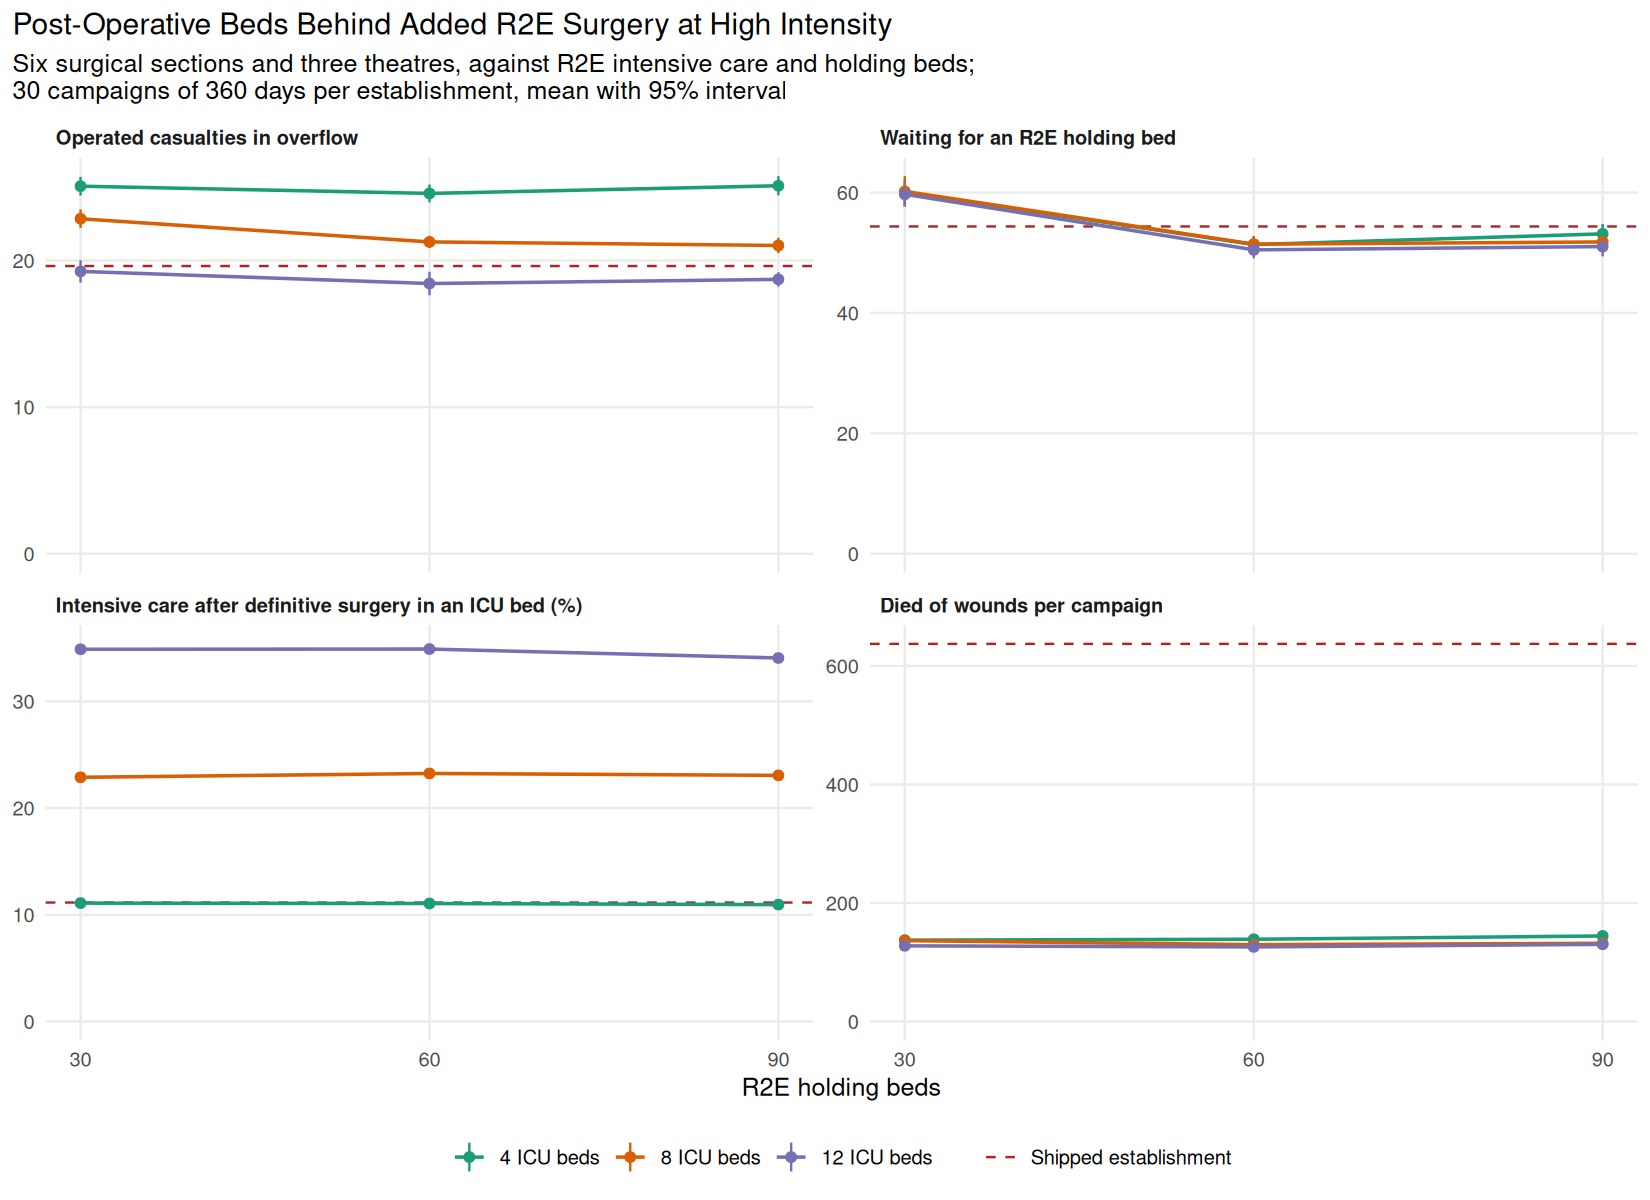 Post-Operative Beds Behind Added R2E Surgery at High Intensity
Six surgical sections and three theatres, against R2E intensive care and holding beds;
30 campaigns of 360 days per establishment, mean with 95% interval
Operated casualties in overflow
20
10
0
Waiting for an R2E holding bed
60
40
20
0
Intensive care after definitive surgery in an ICU bed (%)
30
20
10
0
30
60
90
Died of wounds per campaign
600
400
200
0
30
60
90
R2E holding beds
4 ICU beds
8 ICU beds
12 ICU beds
Shipped establishment